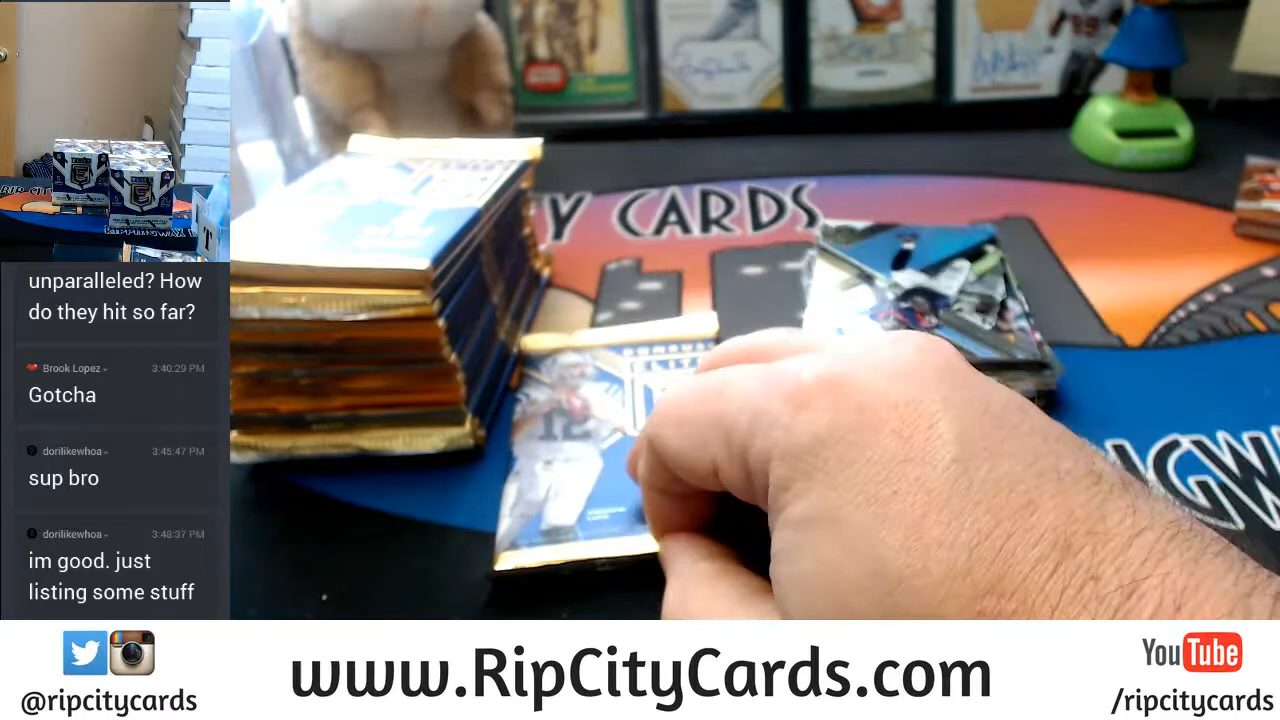 unparalleled? How
do they hit so far?
Brook Lopez
3:40:29 PM
Gotcha
dorilikewhoa
3:45:47 PM
sup bro
dorilikewhoa
3:48:37 PM
im good. just
listing some stuff
Y CARDS
ELITE
12
@ripcitycards
www.RipCityCards.com
YouTube
/ripcitycards